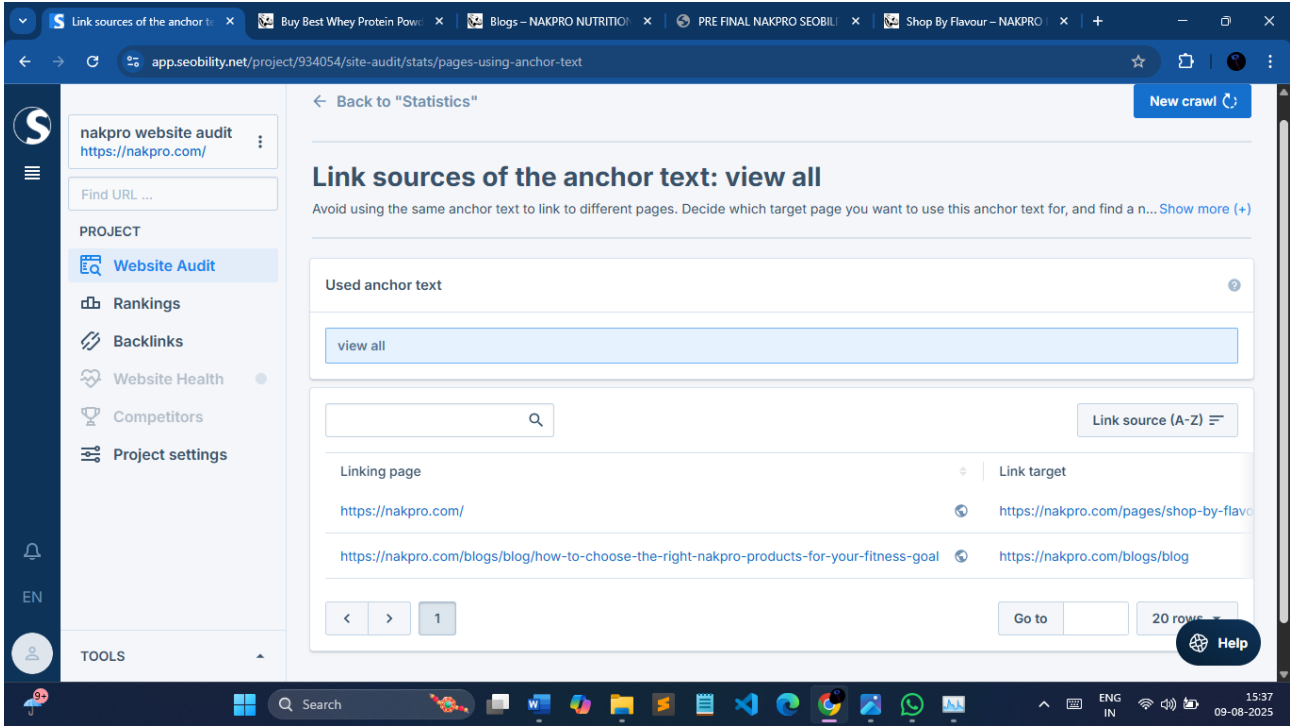 Links sources of the anchor te
Buy Best Whey Protein Powd
Blogs – NAKPRO NUTRITION
PRE FINAL NAKPRO SEOBILI
Shop By Flavour – NAKPRO
app.seobility.net/project/934054/site-audit/stats/pages-using-anchor-text
nakpro website audit
https://nakpro.com/
Find URL ...
PROJECT
Website Audit
Rankings
Backlinks
Website Health
Competitors
Project settings
EN
TOOLS
Back to "Statistics"
New crawl
Link sources of the anchor text: view all
Avoid using the same anchor text to link to different pages. Decide which target page you want to use this anchor text for, and find a n... Show more (+)
Used anchor text
view all
Link source (A-Z)
Linking page Link target
https://nakpro.com/ https://nakpro.com/pages/shop-by-flavo
https://nakpro.com/blogs/blog/how-to-choose-the-right-nakpro-products-for-your-fitness-goal https://nakpro.com/blogs/blog
1 Go to 20 rows
Help
9+
Search
ENG
IN
15:37
09-08-2025